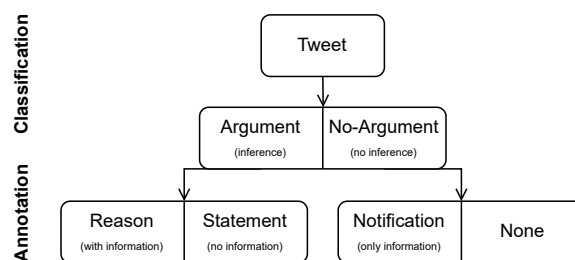 Classification
Tweet
Argument No-Argument
(inference) (no inference)
Annotation
Reason Statement Notification None
(with information) (no information) (only information)